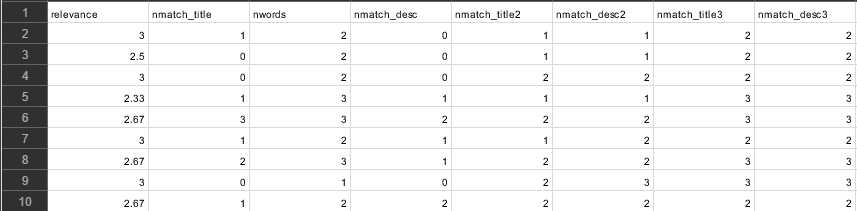 1 relevance nmatch_title nwords nmatch_desc nmatch_title2 nmatch_desc2 nmatch_title3 nmatch_desc3
2 3 1 2 0 1 1 2 2
3 2.5 0 2 0 1 1 2 2
4 3 0 2 0 2 2 2 2
5 2.33 1 3 1 1 1 3 3
6 2.67 3 3 2 2 2 3 3
7 3 1 2 1 1 2 2 2
8 2.67 2 3 1 2 2 3 3
9 3 0 1 0 2 3 3 3
10 2.67 1 2 2 2 2 2 2